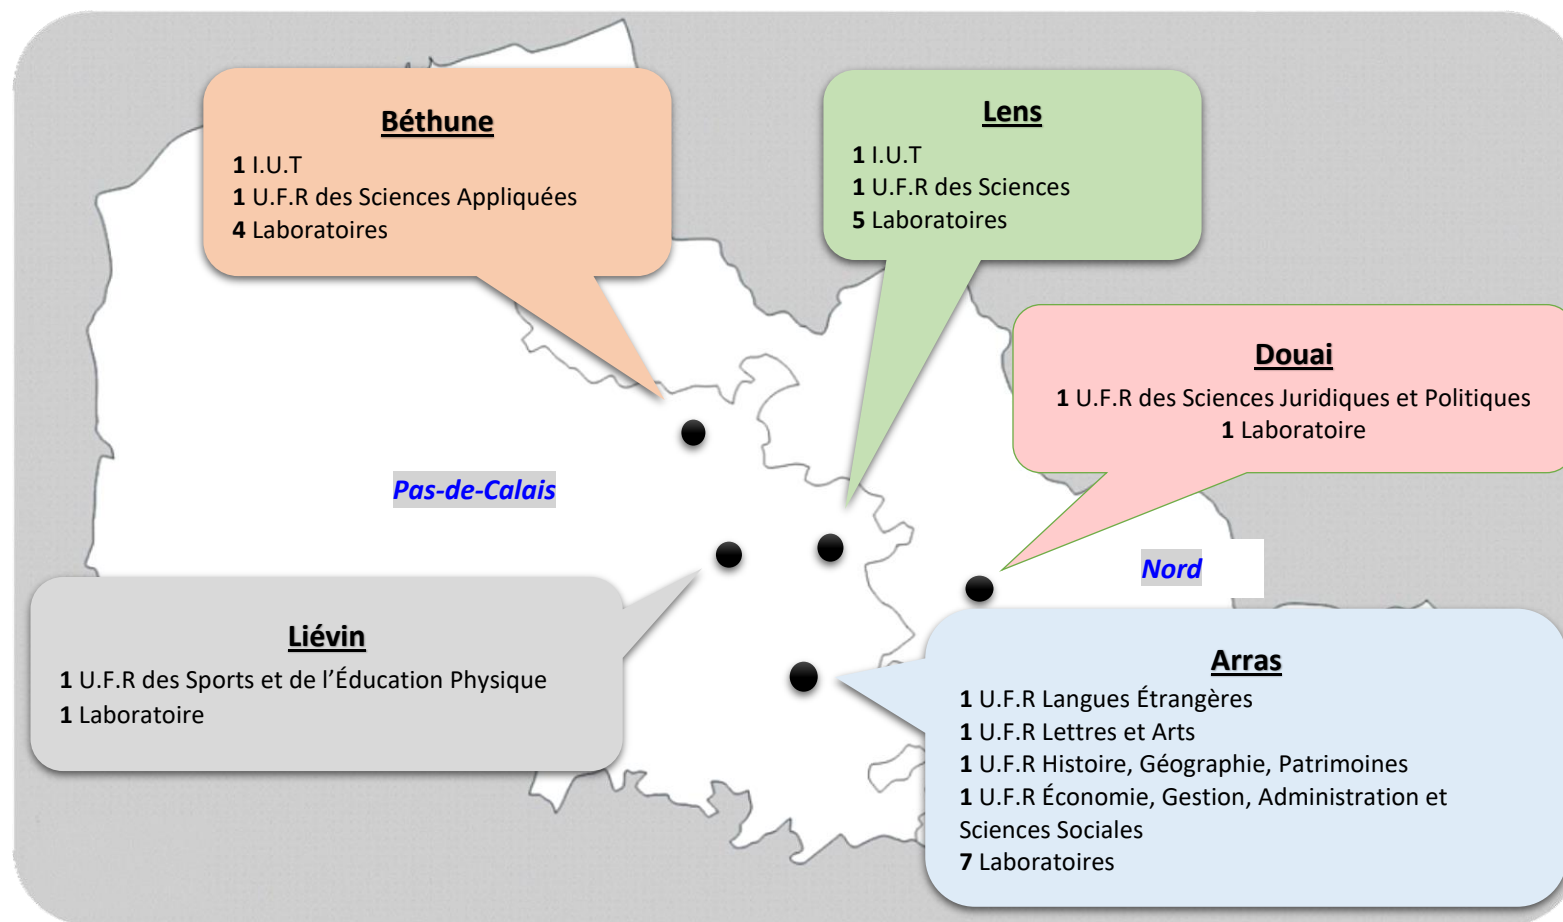 Béthune
1 I.U.T
1 U.F.R des Sciences Appliquées
4 Laboratoires
Lens
1 I.U.T
1 U.F.R des Sciences
5 Laboratoires
Douai
1 U.F.R des Sciences Juridiques et Politiques
1 Laboratoire
Pas-de-Calais
Nord
Liévin
1 U.F.R des Sports et de l’Éducation Physique
1 Laboratoire
Arras
1 U.F.R Langues Étrangères
1 U.F.R Lettres et Arts
1 U.F.R Histoire, Géographie, Patrimoines
1 U.F.R Économie, Gestion, Administration et
Sciences Sociales
7 Laboratoires